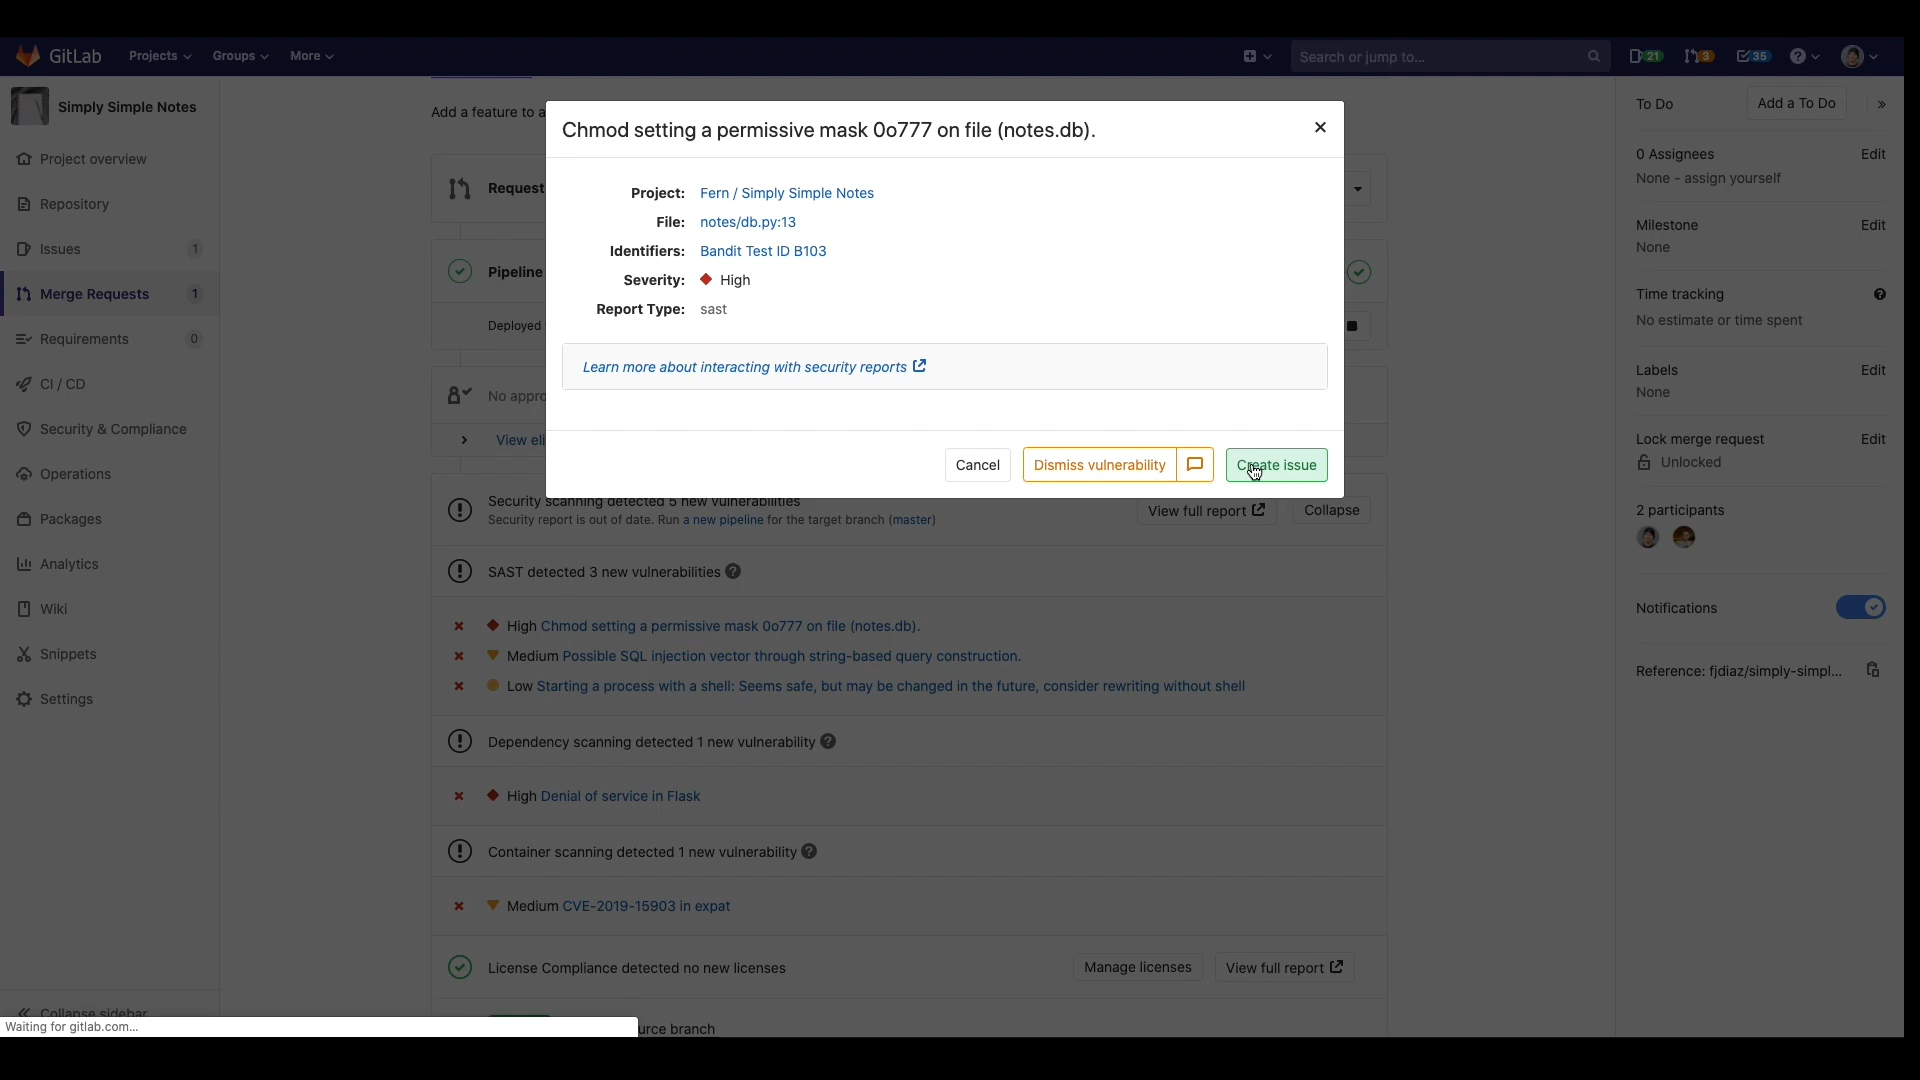 GitLab
Projects
Groups
More
Search or jump to...
21
3
35
Simply Simple Notes
Project overview
Repository
Issues 1
Merge Requests 1
Requirements 0
CI / CD
Security & Compliance
Operations
Packages
Analytics
Wiki
Snippets
Settings
Collapse sidebar
Waiting for gitlab.com...
Add a feature to a
Request
Pipeline
Deployed
No appro
View eli
Chmod setting a permissive mask 0o777 on file (notes.db).
Project: Fern / Simply Simple Notes
File: notes/db.py:13
Identifiers: Bandit Test ID B103
Severity: High
Report Type: sast
Learn more about interacting with security reports
Cancel
Dismiss vulnerability
Create issue
Security scanning detected 5 new vulnerabilities
Security report is out of date. Run a new pipeline for the target branch (master)
View full report
Collapse
SAST detected 3 new vulnerabilities
High Chmod setting a permissive mask 0o777 on file (notes.db).
Medium Possible SQL injection vector through string-based query construction.
Low Starting a process with a shell: Seems safe, but may be changed in the future, consider rewriting without shell
Dependency scanning detected 1 new vulnerability
High Denial of service in Flask
Container scanning detected 1 new vulnerability
Medium CVE-2019-15903 in expat
License Compliance detected no new licenses
Manage licenses
View full report
urce branch
To Do
Add a To Do
0 Assignees Edit
None - assign yourself
Milestone Edit
None
Time tracking
No estimate or time spent
Labels Edit
None
Lock merge request Edit
Unlocked
2 participants
Notifications
Reference: fjdiaz/simply-simpl...